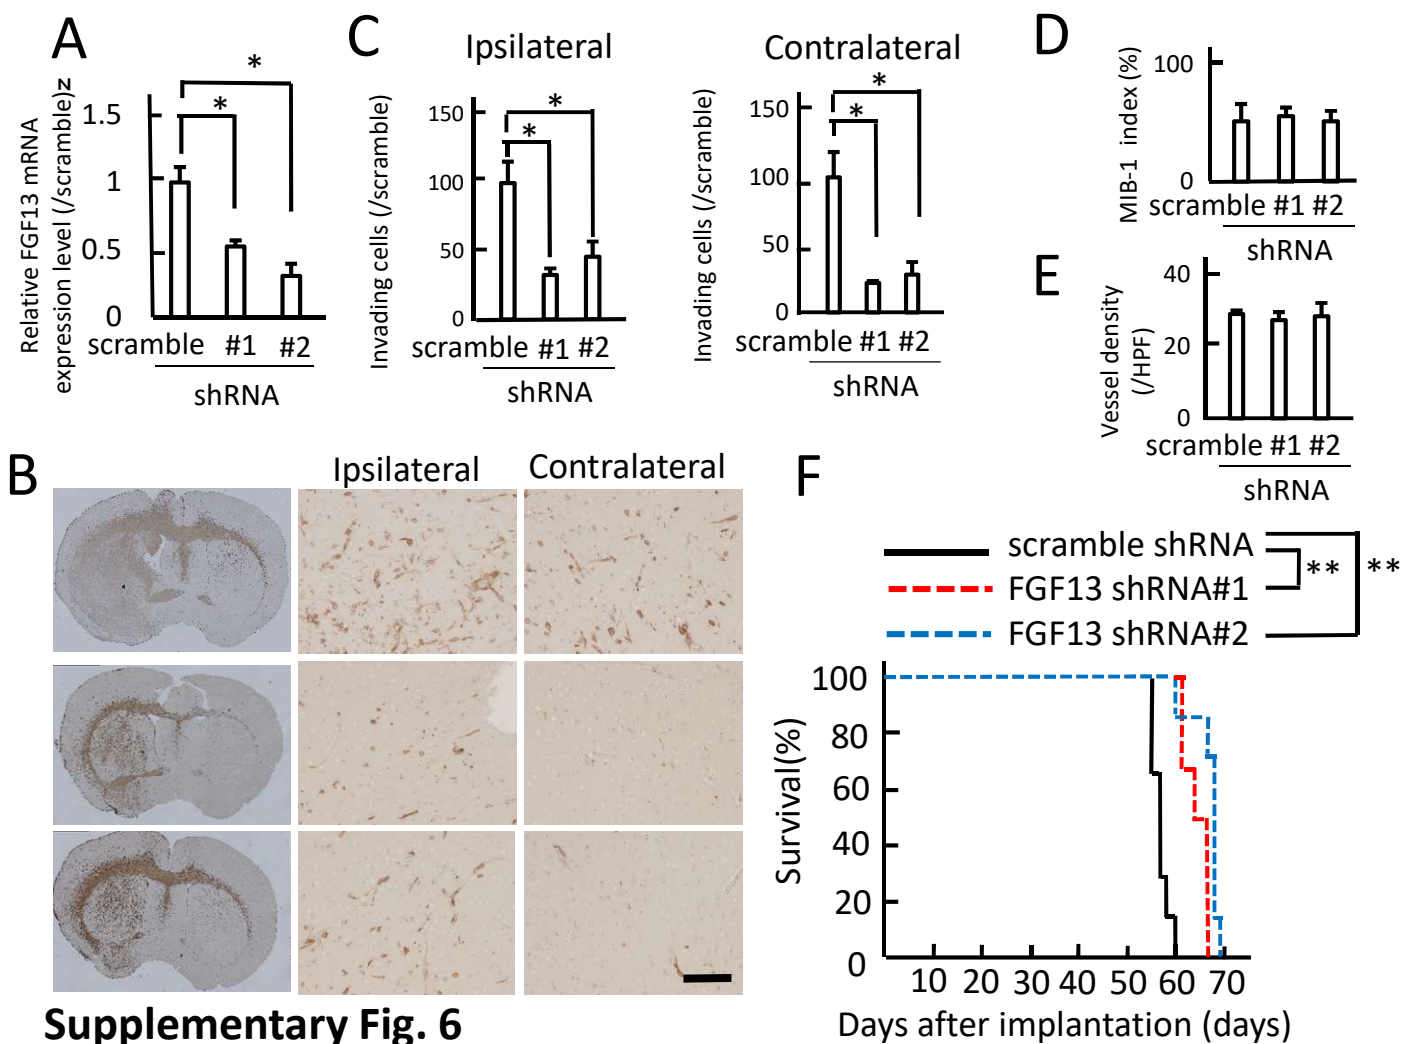 A
Relative FGF13 mRNA
expression level (/scramble)z
1.5
1
0.5
0
*
*
scramble #1 #2
shRNA
C
Ipsilateral
Invading cells (/scramble)
150
100
50
0
*
*
scramble #1 #2
shRNA
Contralateral
Invading cells (/scramble)
150
100
50
0
*
*
scramble #1 #2
shRNA
D
MIB-1 index (%)
100
0
scramble #1 #2
shRNA
E
Vessel density
(/HPF)
40
20
0
scramble #1 #2
shRNA
B
Ipsilateral
Contralateral
F
scramble shRNA
FGF13 shRNA#1
FGF13 shRNA#2
**
**
Survival(%)
100
80
60
40
20
0
10 20 30 40 50 60 70
Days after implantation (days)
Supplementary Fig. 6